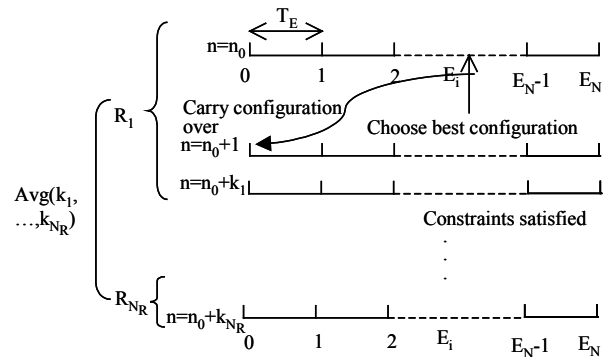 T_E
n=n_0
0 1 2 E_i E_N-1 E_N
Carry configuration
over
Choose best configuration
R_1
n=n_0+1
n=n_0+k_1
Avg(k_1,
…,k_{N_R})
Constraints satisfied
R_{N_R}
n=n_0+k_{N_R}
0 1 2 E_i E_N-1 E_N